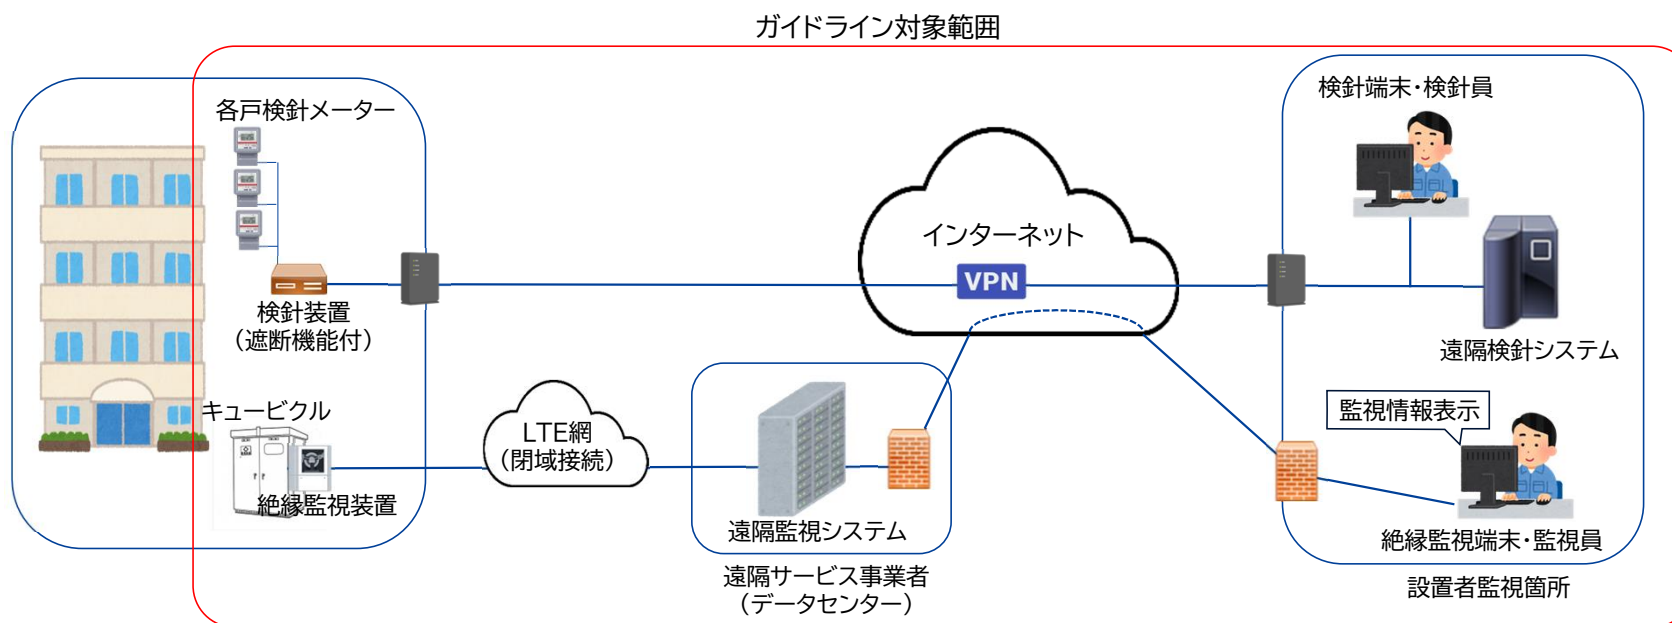 ガイドライン対象範囲
各戸検針メーター
検針装置
（遮断機能付）
キュービクル
絶縁監視装置
LTE網
（閉域接続）
インターネット
VPN
遠隔監視システム
遠隔サービス事業者
（データセンター）
検針端末・検針員
遠隔検針システム
監視情報表示
絶縁監視端末・監視員
設置者監視箇所